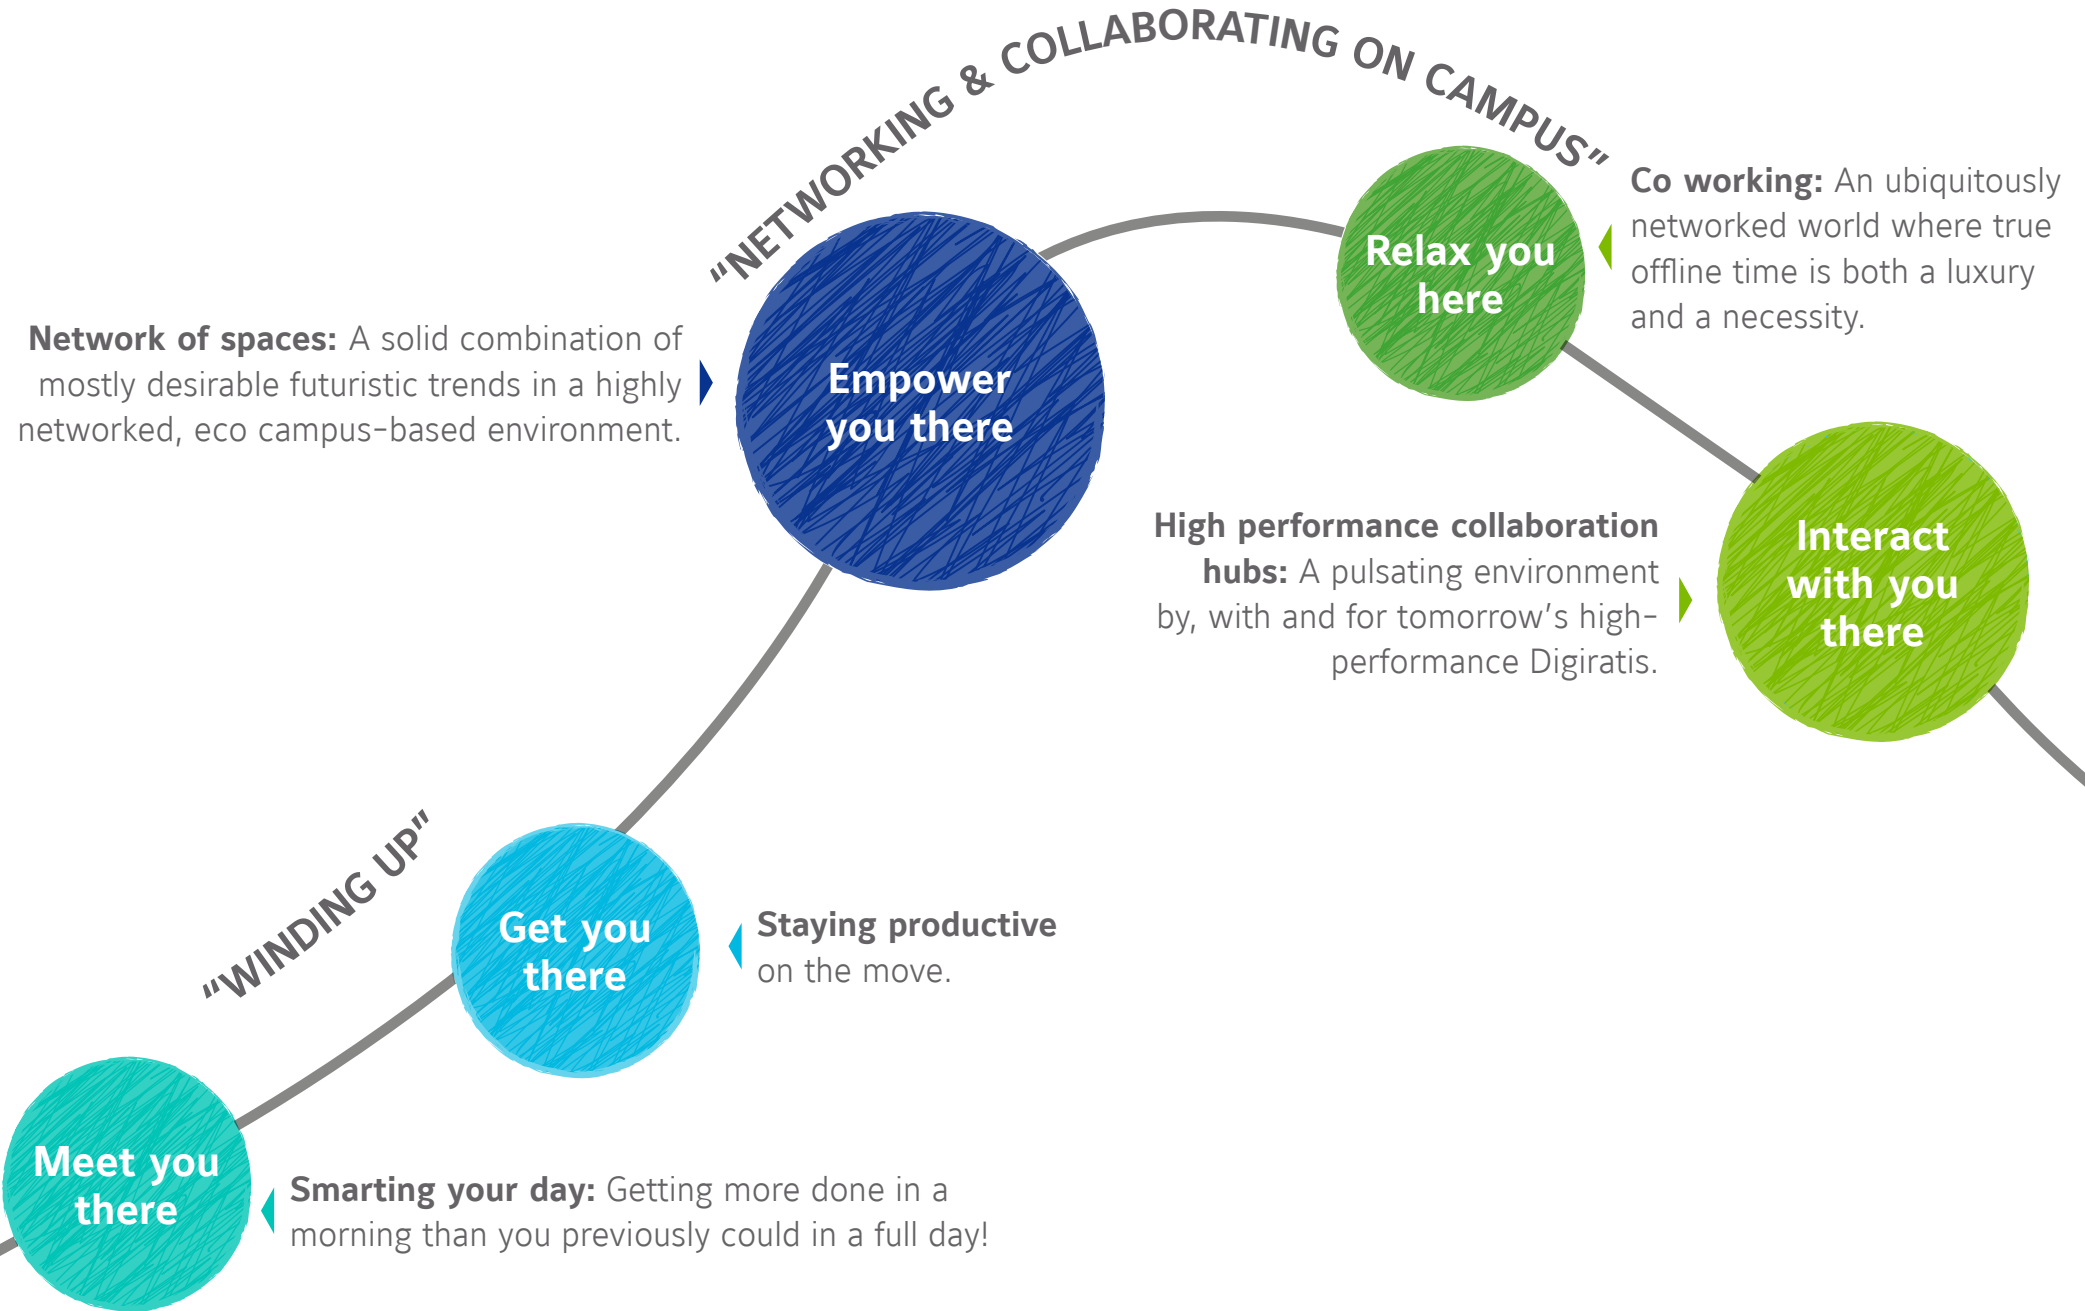 “NETWORKING & COLLABORATING ON CAMPUS”
Co working: An ubiquitously
networked world where true
offline time is both a luxury
and a necessity.
Relax you
here
Network of spaces: A solid combination of
mostly desirable futuristic trends in a highly
networked, eco campus-based environment.
Empower
you there
High performance collaboration
hubs: A pulsating environment
by, with and for tomorrow’s high-
performance Digiratis.
Interact
with you
there
“WINDING UP”
Get you
there
Staying productive
on the move.
Meet you
there
Smarting your day: Getting more done in a
morning than you previously could in a full day!